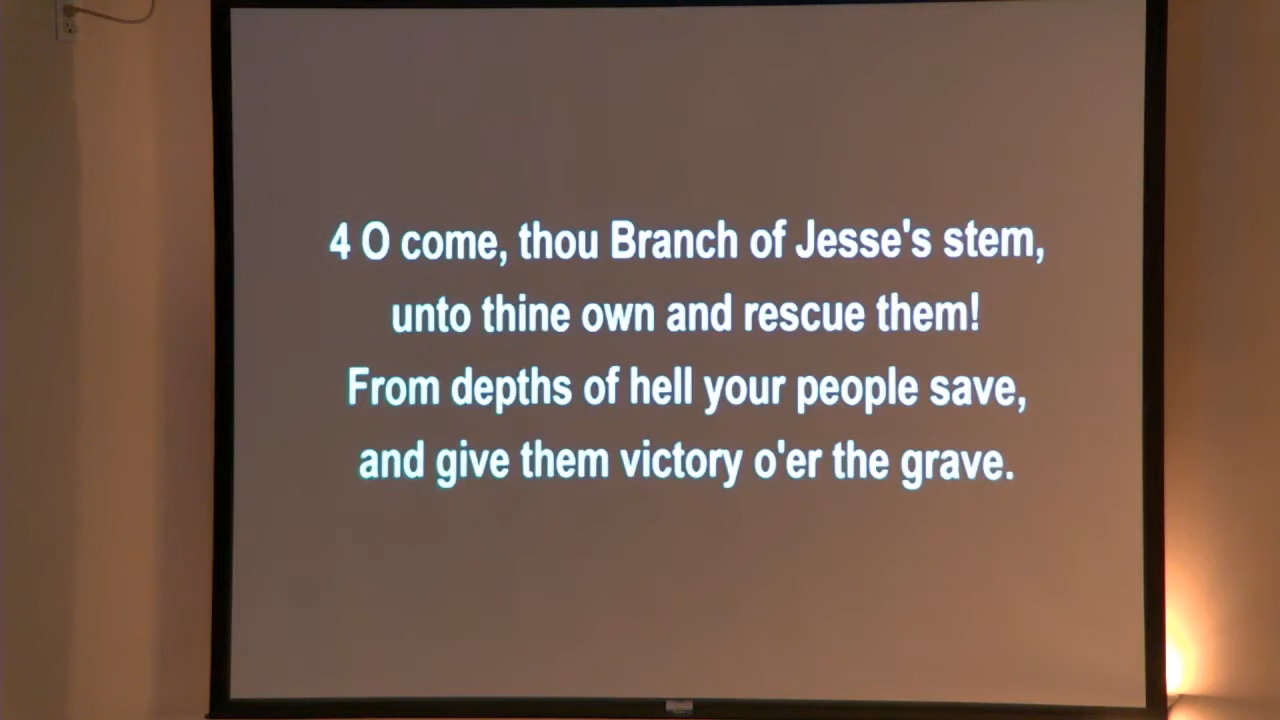 4 O come, thou Branch of Jesse's stem,
unto thine own and rescue them!
From depths of hell your people save,
and give them victory o'er the grave.